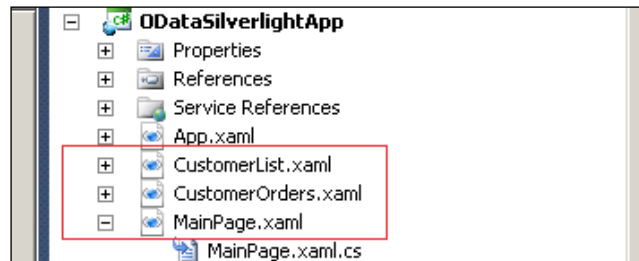 ODataSilverlightApp
Properties
References
Service References
App.xaml
CustomerList.xaml
CustomerOrders.xaml
MainPage.xaml
MainPage.xaml.cs